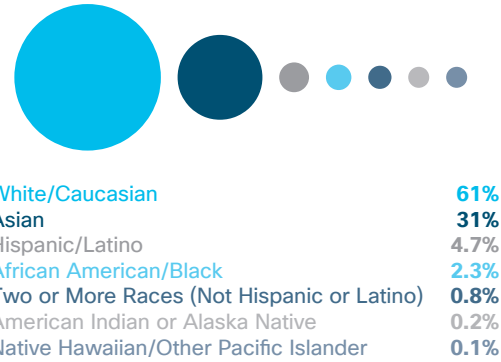 White/Caucasian 61%
Asian 31%
Hispanic/Latino 4.7%
African American/Black 2.3%
Two or More Races (Not Hispanic or Latino) 0.8%
American Indian or Alaska Native 0.2%
Native Hawaiian/Other Pacific Islander 0.1%